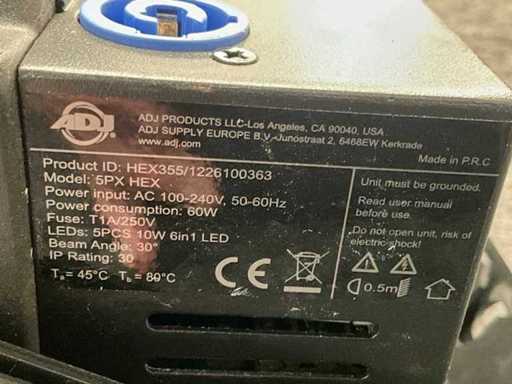 ADJ
ADJ PRODUCTS LLC-Los Angeles, CA 90040, USA
ADJ SUPPLY EUROPE B.V.-Junostraat 2, 6468EW Kerkrade
www.adj.com
Made in P.R.C
Product ID: HEX355/1226100363
Model: 5PX HEX
Power input: AC 100-240V, 50-60Hz
Power consumption: 60W
Fuse: T1A/250V
LEDs: 5PCS 10W 6in1 LED
Beam Angle: 30°
IP Rating: 30
Ta = 45°C Tb = 80°C
CE
Unit must be grounded.
Read user manual
before use.
Do not open unit, risk of
electric shock!
0.5m